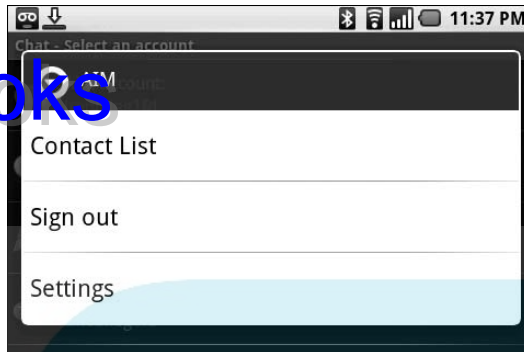 11:37 PM
Chat - Select an account
oks
AIM
Contact List
Sign out
Settings